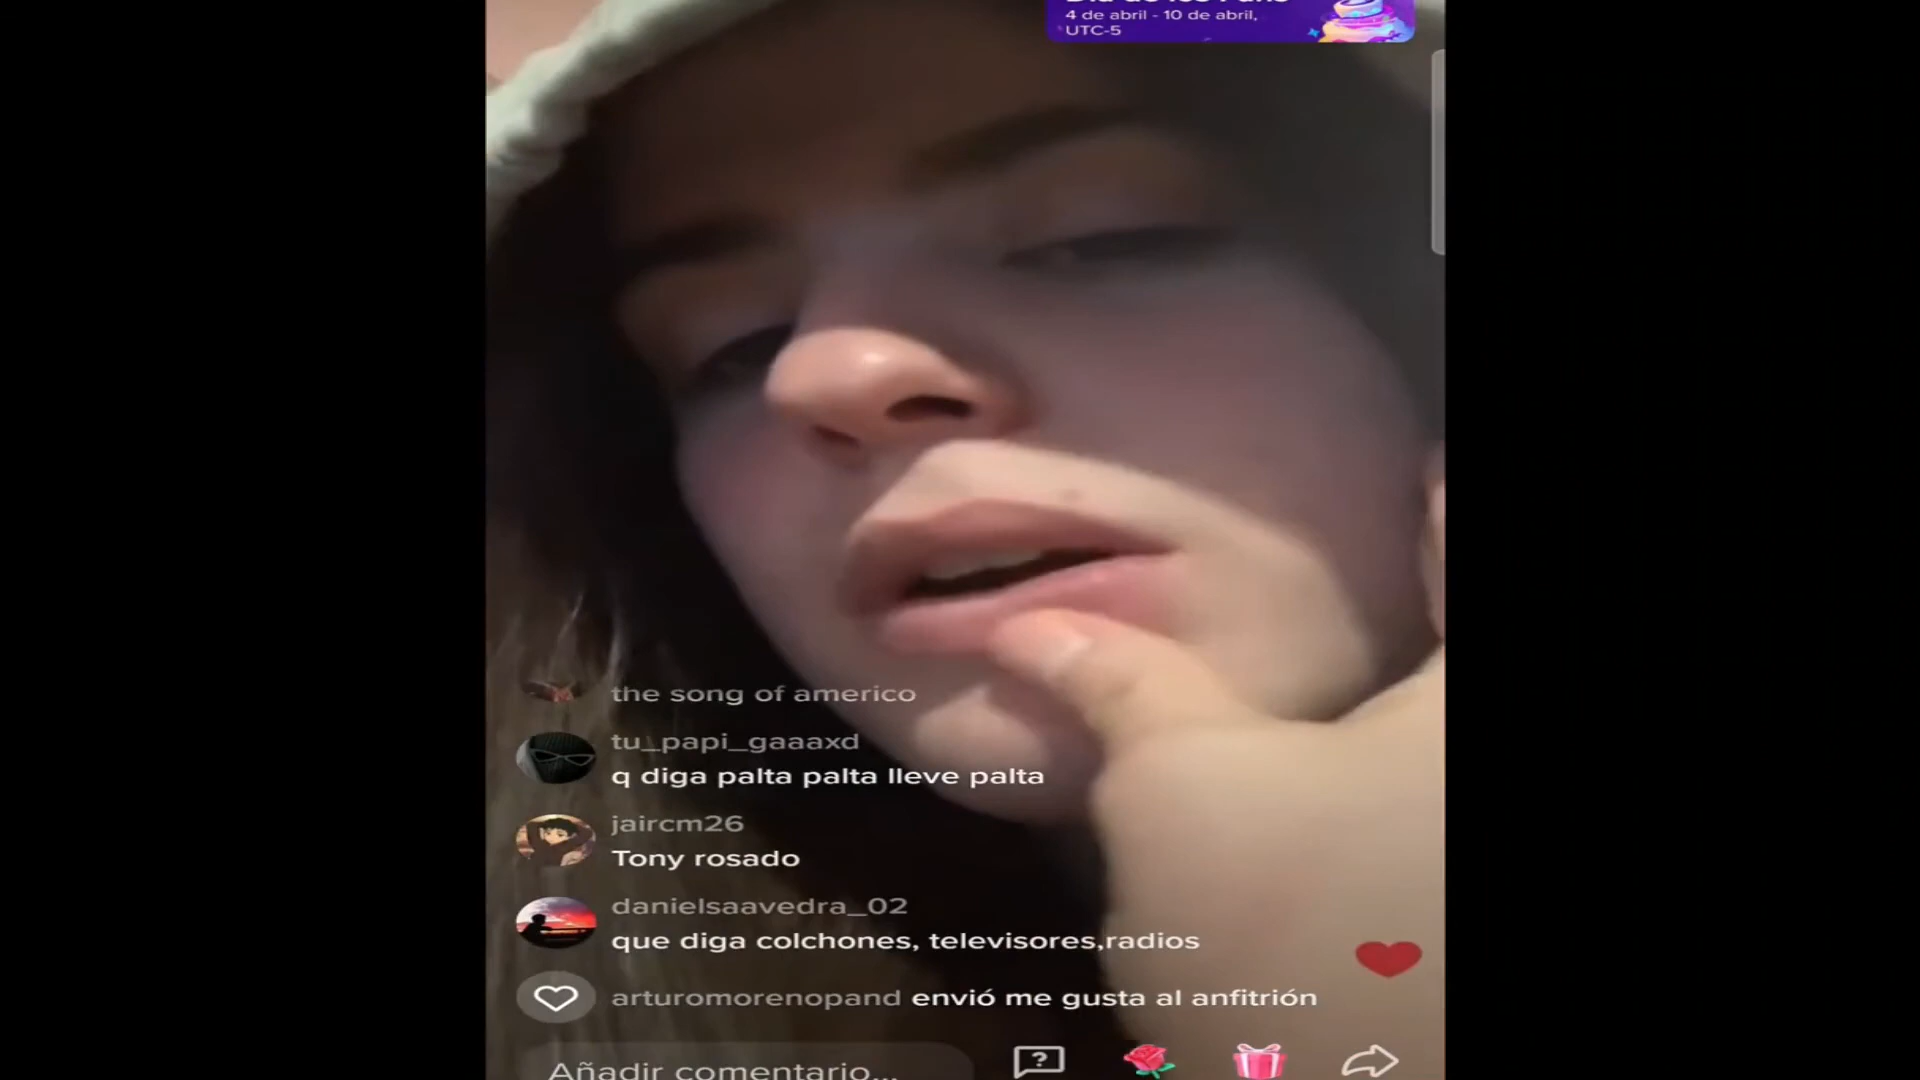 4 de abril - 10 de abril,
UTC-5
the song of americo
tu_papi_gaaaxd
q diga palta palta lleve palta
jaircm26
Tony rosado
danielsaavedra_02
que diga colchones, televisores,radios
arturomorenopand envió me gusta al anfitrión
Añadir comentario...